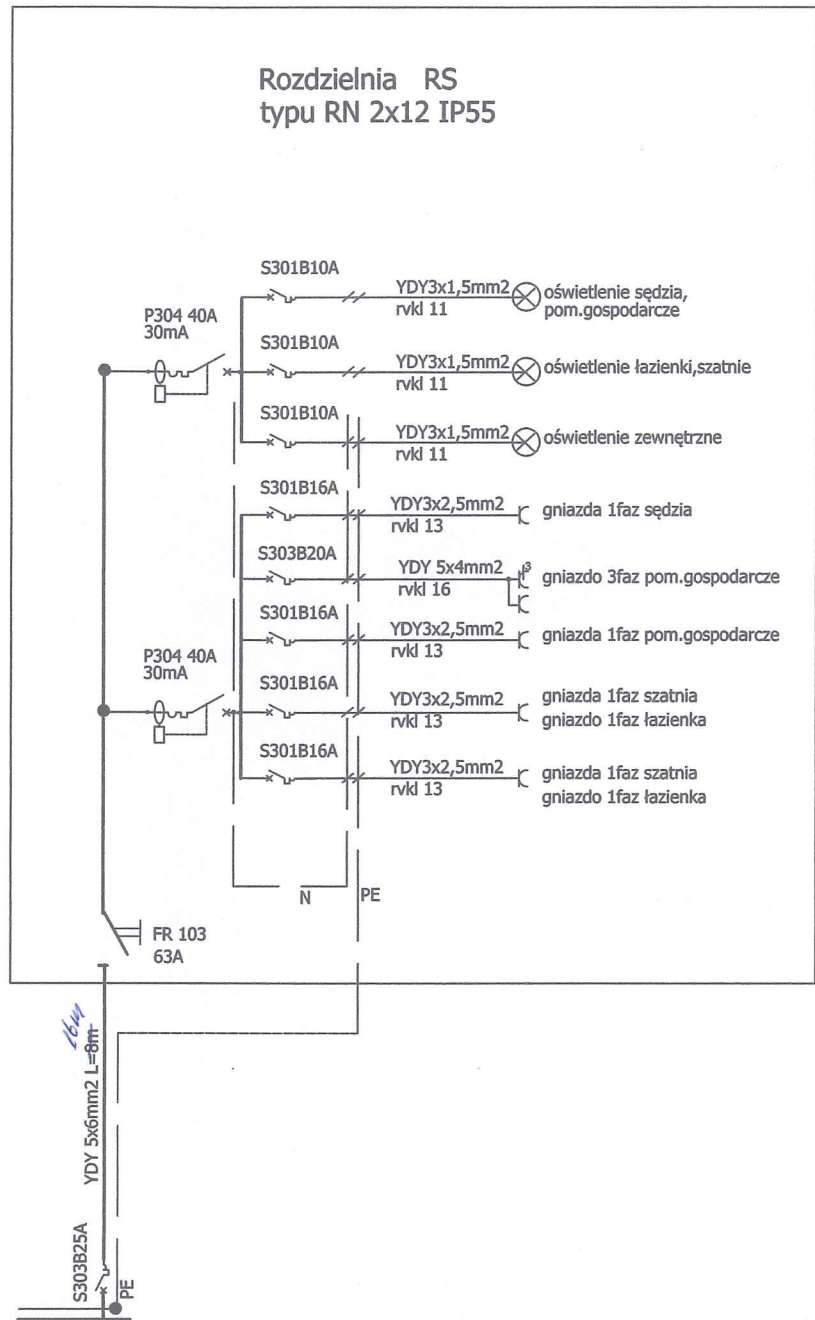 Rozdzielnia RS
typu RN 2x12 IP55
S301B10A
YDY3x1,5mm2
rvkl 11
oświetlenie sędzia,
pom.gospodarcze
P304 40A
30mA
S301B10A
YDY3x1,5mm2
rvkl 11
oświetlenie łazienki,szatnie
S301B10A
YDY3x1,5mm2
rvkl 11
oświetlenie zewnętrzne
S301B16A
YDY3x2,5mm2
rvkl 13
gniazda 1faz sędzia
S303B20A
YDY 5x4mm2
rvkl 16
3
gniazdo 3faz pom.gospodarcze
S301B16A
YDY3x2,5mm2
rvkl 13
gniazda 1faz pom.gospodarcze
P304 40A
30mA
S301B16A
YDY3x2,5mm2
rvkl 13
gniazda 1faz szatnia
gniazdo 1faz łazienka
S301B16A
YDY3x2,5mm2
rvkl 13
gniazda 1faz szatnia
gniazdo 1faz łazienka
N
PE
FR 103
63A
16m
YDY 5x6mm2 L=8m
S303B25A
PE